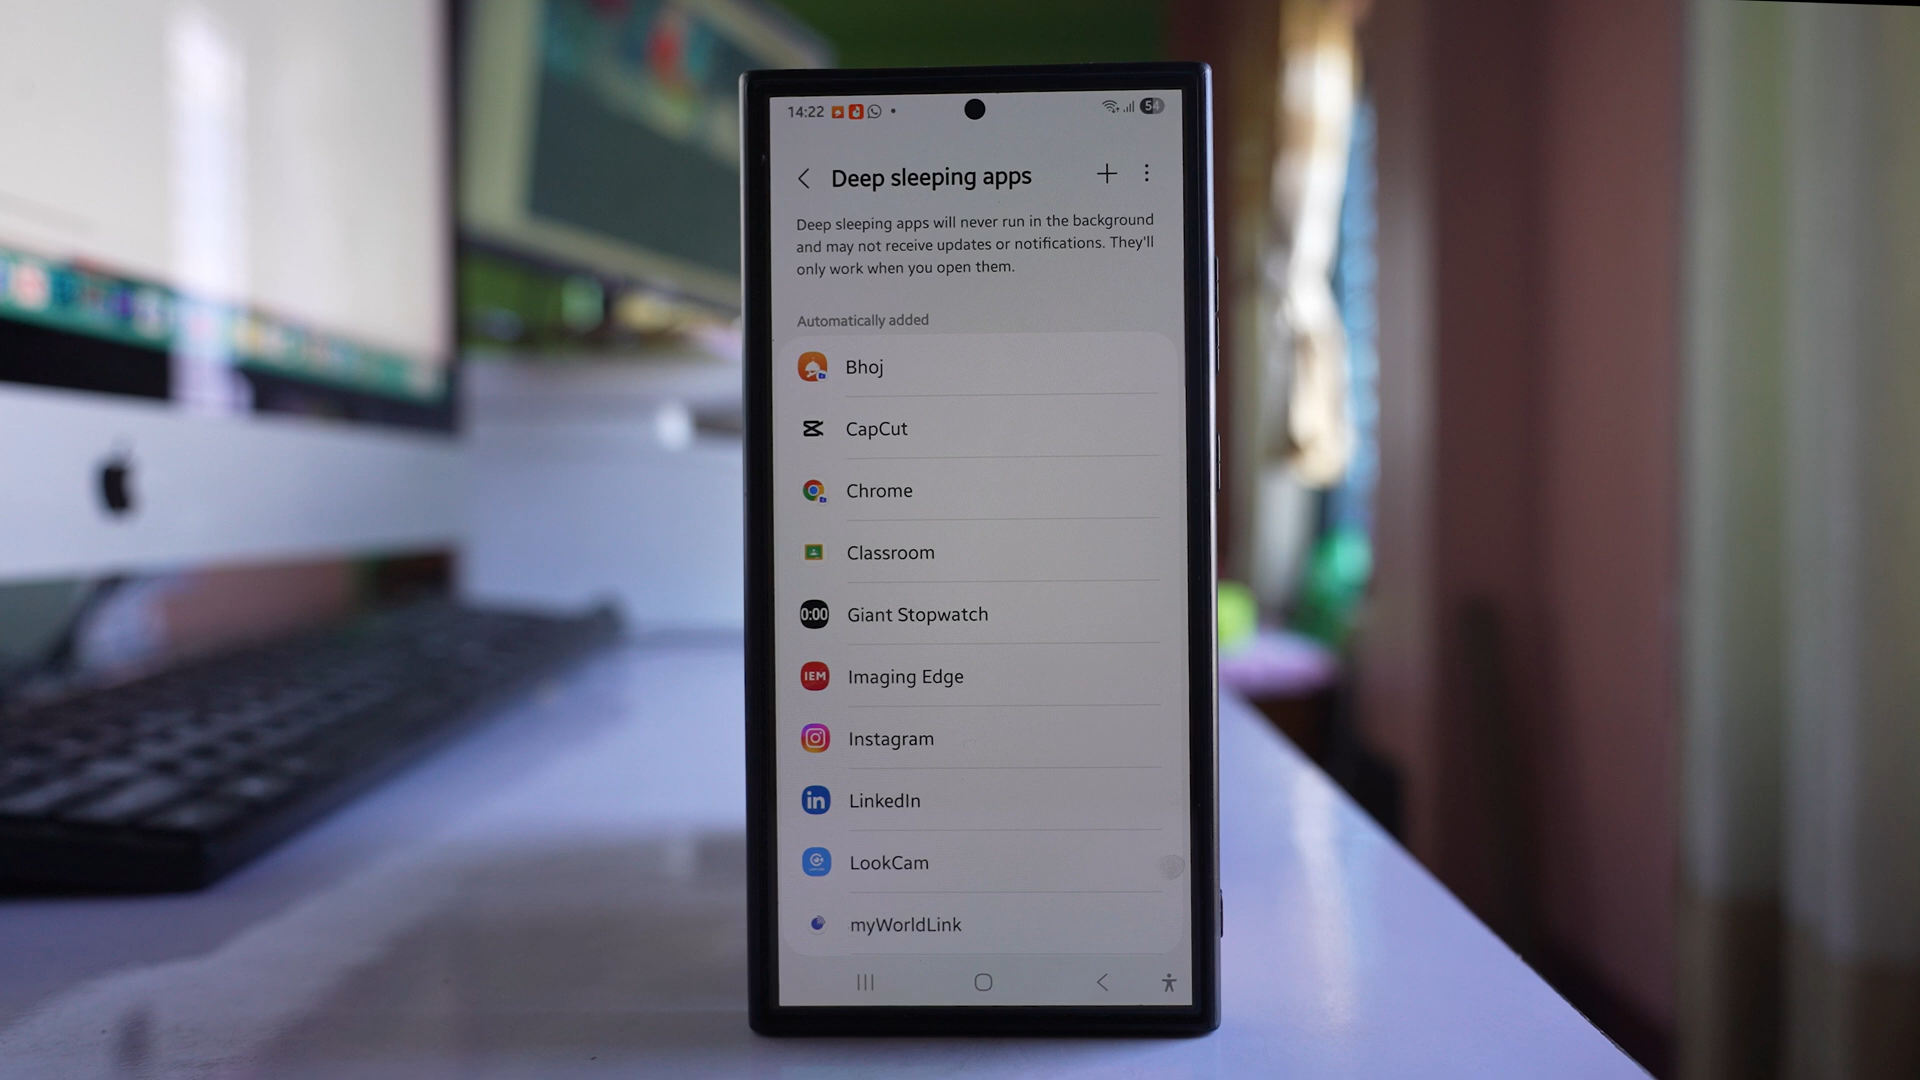 14:22
54
Deep sleeping apps
Deep sleeping apps will never run in the background
and may not receive updates or notifications. They'll
only work when you open them.
Automatically added
Bhoj
CapCut
Chrome
Classroom
0:00 Giant Stopwatch
IEM Imaging Edge
Instagram
in LinkedIn
LookCam
myWorldLink